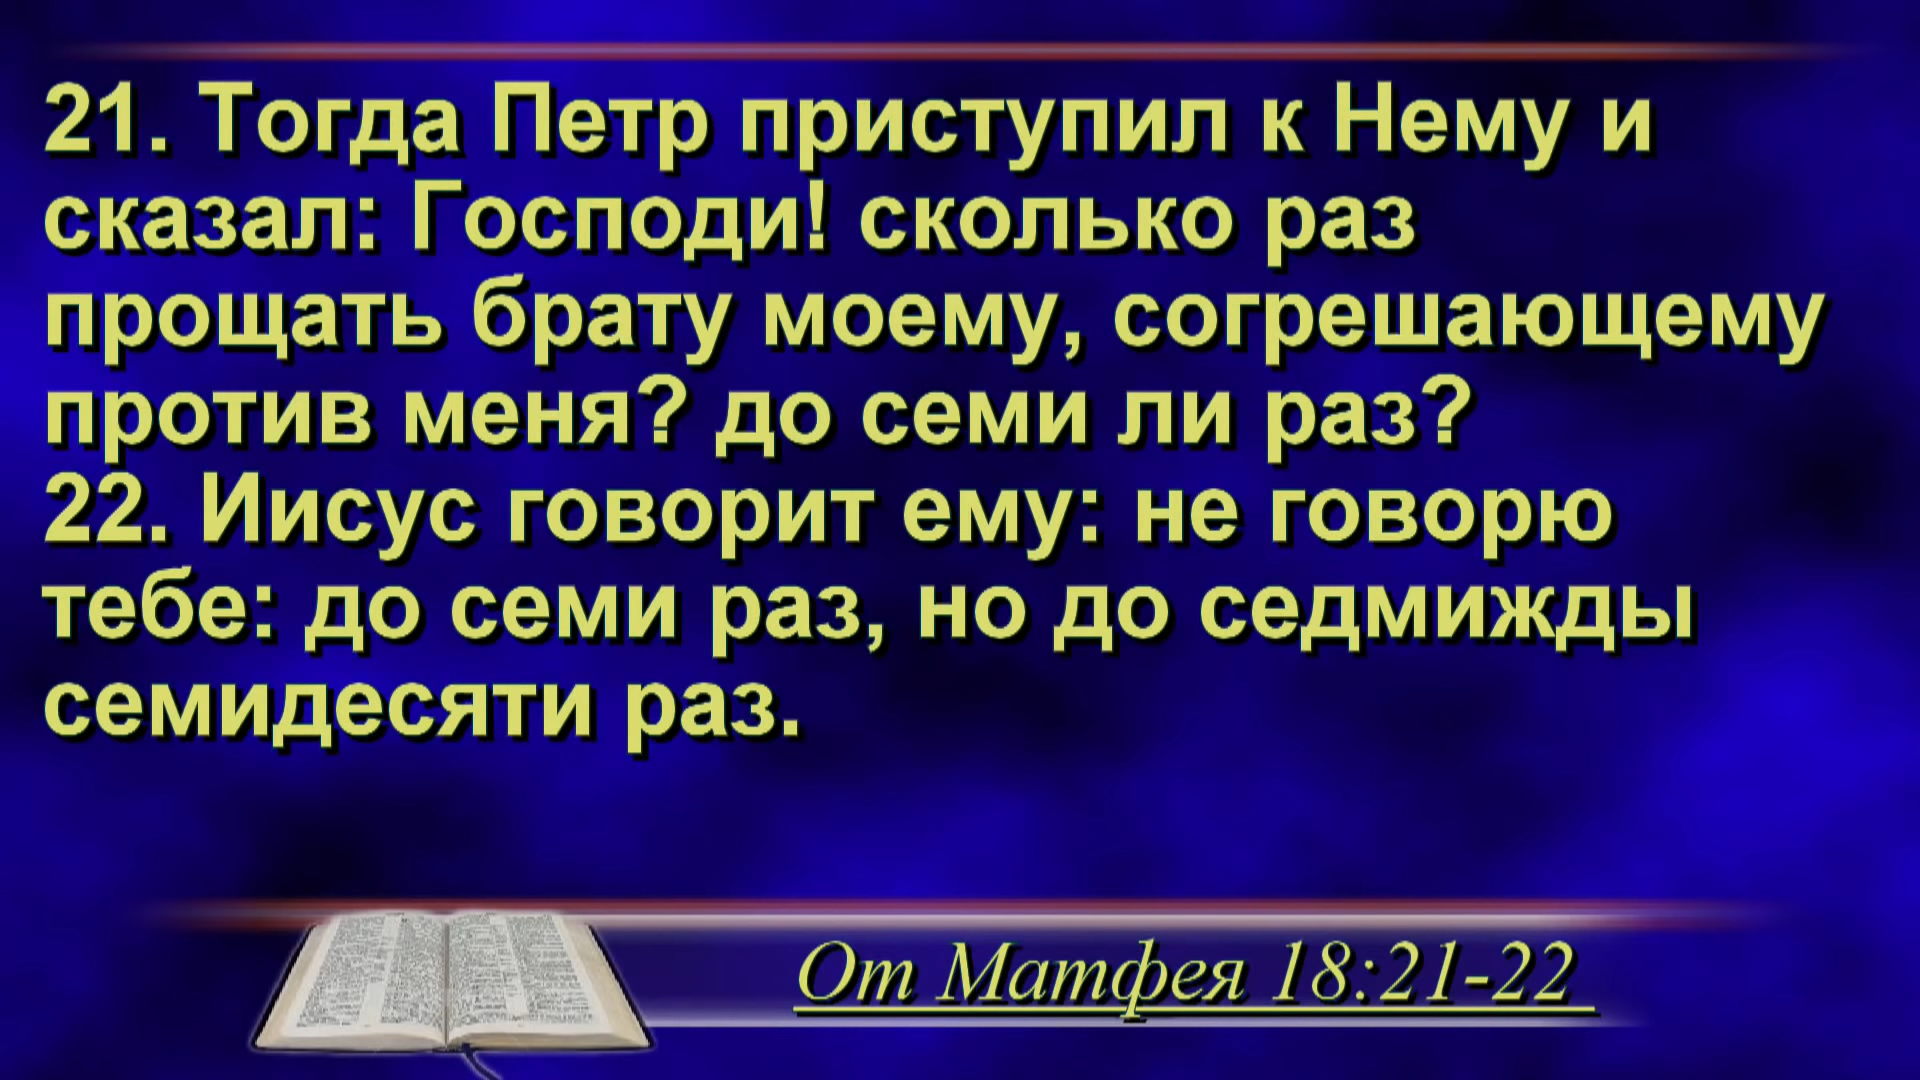 21. Тогда Петр приступил к Нему и
сказал: Господи! сколько раз
прощать брату моему, согрешающему
против меня? до семи ли раз?
22. Иисус говорит ему: не говорю
тебе: до семи раз, но до седмижды
семидесяти раз.
От Матфея 18:21-22